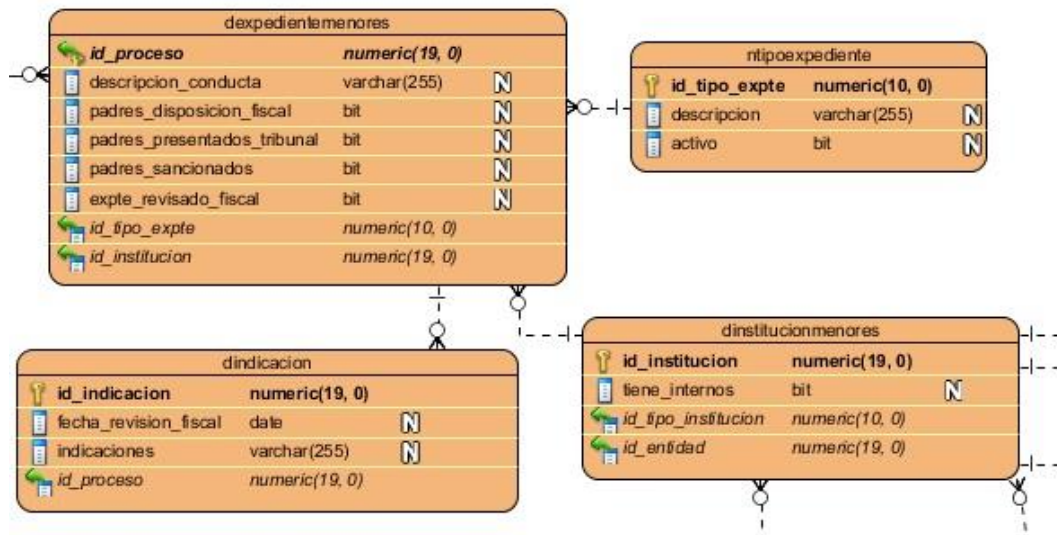 dexpedientemenores
id_proceso numeric(19, 0)
descripcion_conducta varchar(255) N
padres_disposicion_fiscal bit N
padres_presentados_tribunal bit N
padres_sancionados bit N
expte_revisado_fiscal bit N
id_tipo_expte numeric(10, 0)
id_institucion numeric(19, 0)
ntipoexpediente
id_tipo_expte numeric(10, 0)
descripcion varchar(255) N
activo bit N
dindicacion
id_indicacion numeric(19, 0)
fecha_revision_fiscal date N
indicaciones varchar(255) N
id_proceso numeric(19, 0)
dinstitucionmenores
id_institucion numeric(19, 0)
tiene_internos bit N
id_tipo_institucion numeric(10, 0)
id_entidad numeric(19, 0)